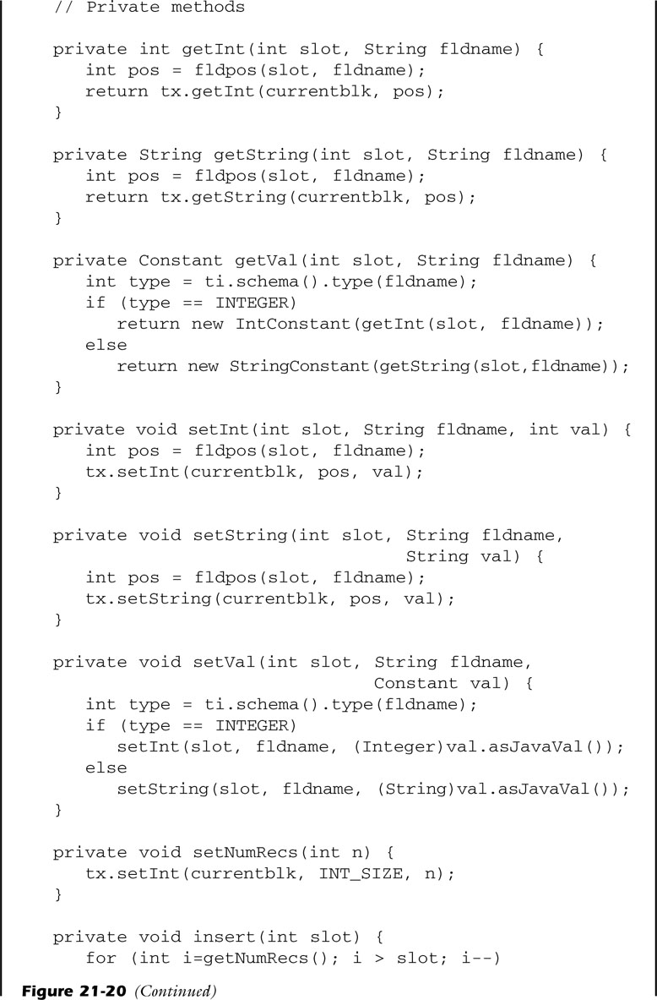 // Private methods
private int getInt(int slot, String fldname) {
int pos = fldpos(slot, fldname);
return tx.getInt(currentblk, pos);
}
private String getString(int slot, String fldname) {
int pos = fldpos(slot, fldname);
return tx.getString(currentblk, pos);
}
private Constant getVal(int slot, String fldname) {
int type = ti.schema().type(fldname);
if (type == INTEGER)
return new IntConstant(getInt(slot, fldname));
else
return new StringConstant(getString(slot,fldname));
}
private void setInt(int slot, String fldname, int val) {
int pos = fldpos(slot, fldname);
tx.setInt(currentblk, pos, val);
}
private void setString(int slot, String fldname,
String val) {
int pos = fldpos(slot, fldname);
tx.setString(currentblk, pos, val);
}
private void setVal(int slot, String fldname,
Constant val) {
int type = ti.schema().type(fldname);
if (type == INTEGER)
setInt(slot, fldname, (Integer)val.asJavaVal());
else
setString(slot, fldname, (String)val.asJavaVal());
}
private void setNumRecs(int n) {
tx.setInt(currentblk, INT_SIZE, n);
}
private void insert(int slot) {
for (int i=getNumRecs(); i > slot; i--)
Figure 21-20 (Continued)